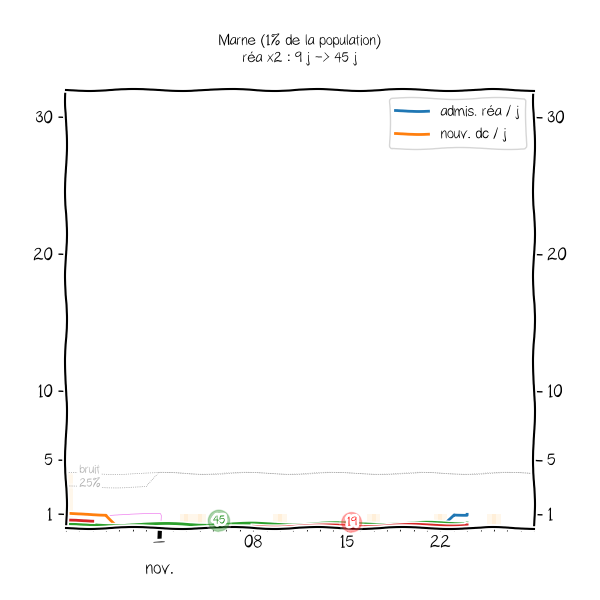 Marne (1% de la population)
réa x2 : 9 j -> 45 j
admis. réa / j
nouv. dc / j
30
30
20
20
10
10
5
5
bruit
25%
1
1
45
19
1
08
15
22
nov.